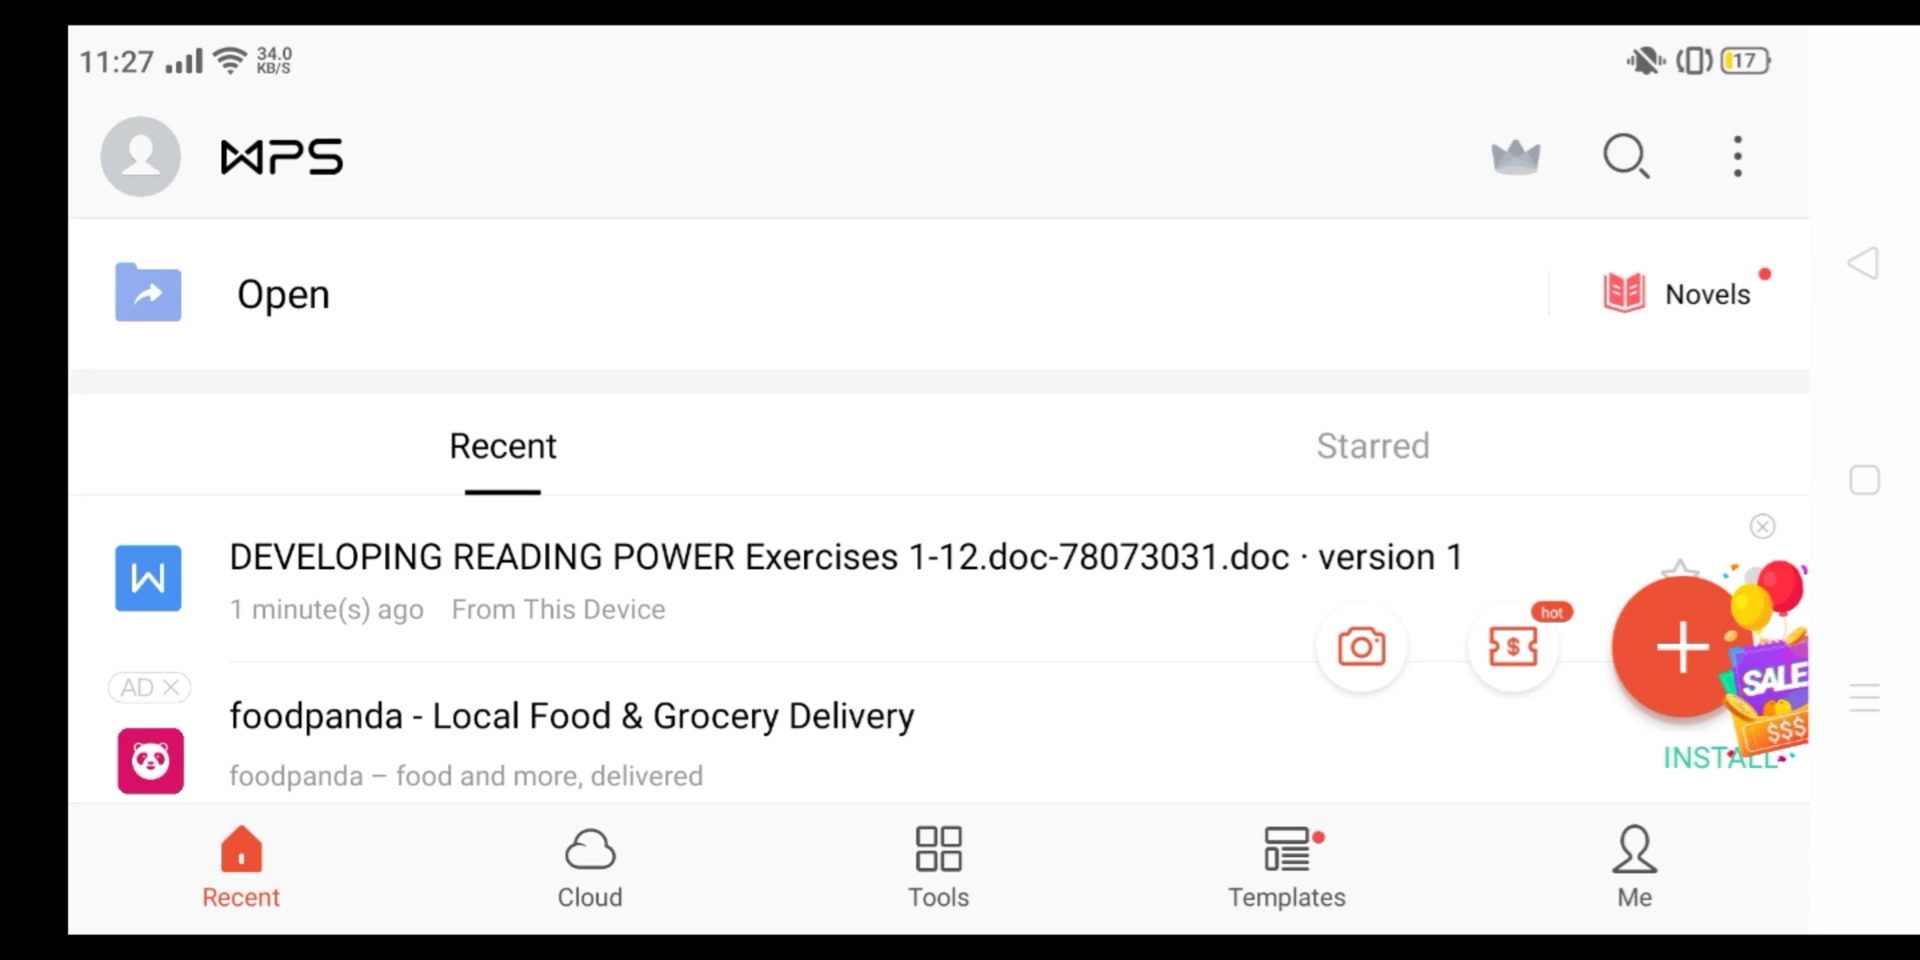 11:27 34.0 KB/S 17
WPS
Open
Novels
Recent Starred
DEVELOPING READING POWER Exercises 1-12.doc-78073031.doc · version 1
1 minute(s) ago From This Device
hot
AD
foodpanda - Local Food & Grocery Delivery
foodpanda – food and more, delivered
SALE
$$$
INSTALL
Recent Cloud Tools Templates Me